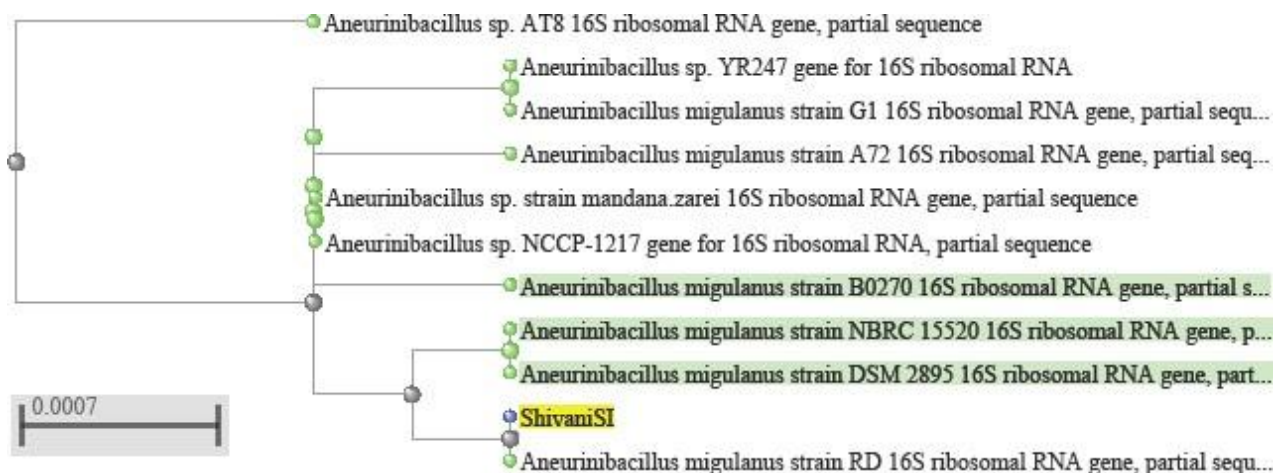 Aneurinibacillus sp. AT8 16S ribosomal RNA gene, partial sequence
Aneurinibacillus sp. YR247 gene for 16S ribosomal RNA
Aneurinibacillus migulanus strain G1 16S ribosomal RNA gene, partial sequ...
Aneurinibacillus migulanus strain A72 16S ribosomal RNA gene, partial seq...
Aneurinibacillus sp. strain mandana.zarei 16S ribosomal RNA gene, partial sequence
Aneurinibacillus sp. NCCP-1217 gene for 16S ribosomal RNA, partial sequence
Aneurinibacillus migulanus strain B0270 16S ribosomal RNA gene, partial s...
Aneurinibacillus migulanus strain NBRC 15520 16S ribosomal RNA gene, p...
Aneurinibacillus migulanus strain DSM 2895 16S ribosomal RNA gene, part...
0.0007
ShivaniSI
Aneurinibacillus migulanus strain RD 16S ribosomal RNA gene, partial sequ...